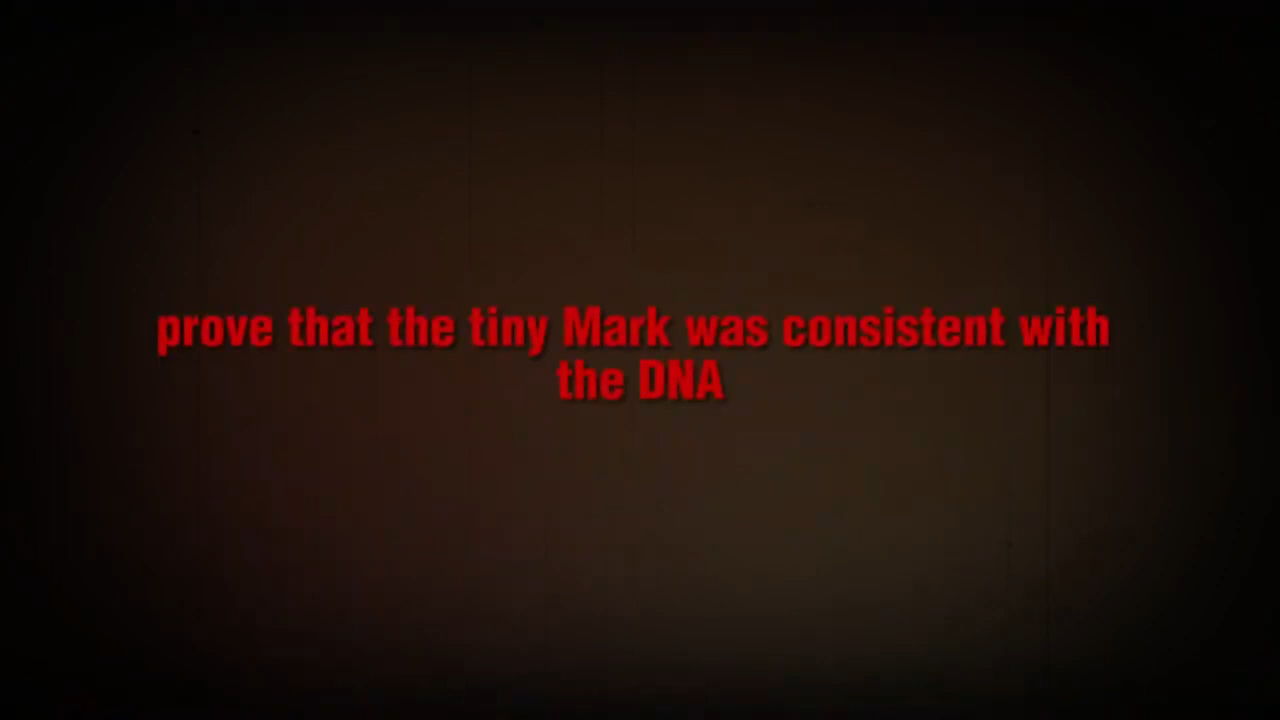 prove that the tiny Mark was consistent with
the DNA